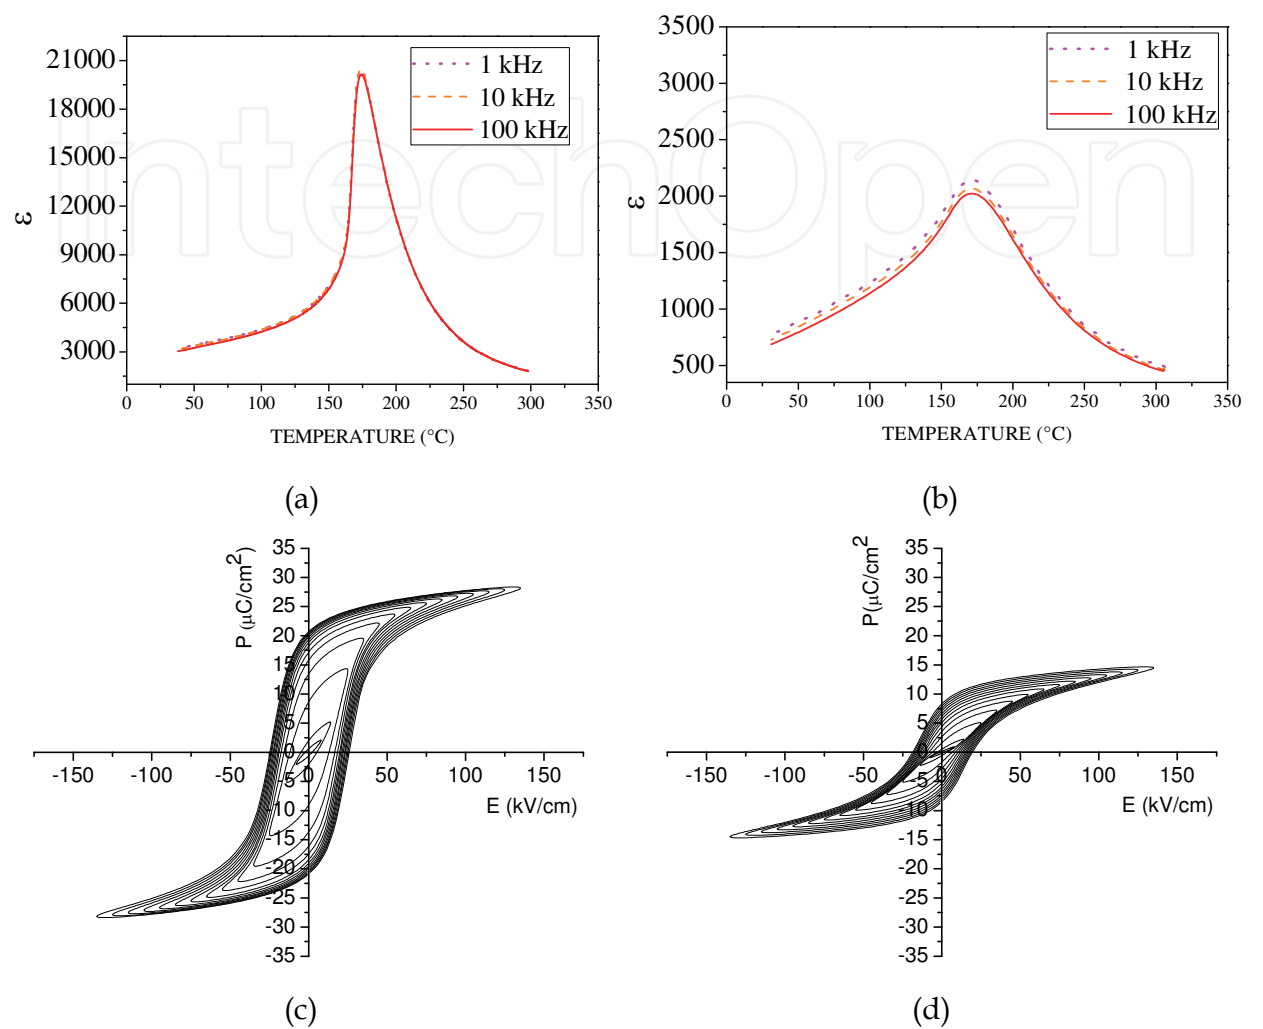 21000
18000
15000
12000
9000
6000
3000
ε
0 50 100 150 200 250 300 350
TEMPERATURE (°C)
1 kHz
10 kHz
100 kHz
(a)
3500
3000
2500
2000
1500
1000
500
ε
0 50 100 150 200 250 300 350
TEMPERATURE (°C)
1 kHz
10 kHz
100 kHz
(b)
IntechOpen
P (μC/cm²)
35
30
25
20
15
10
5
0
-150 -100 -50 0 50 100 150
-5
-10
E (kV/cm)
-15
-20
-25
-30
-35
(c)
P(μC/cm²
35
30
25
20
15
10
5
0
-150 -100 -50 0 50 100 150
-5
-10
E (kV/cm)
-15
-20
-25
-30
-35
(d)